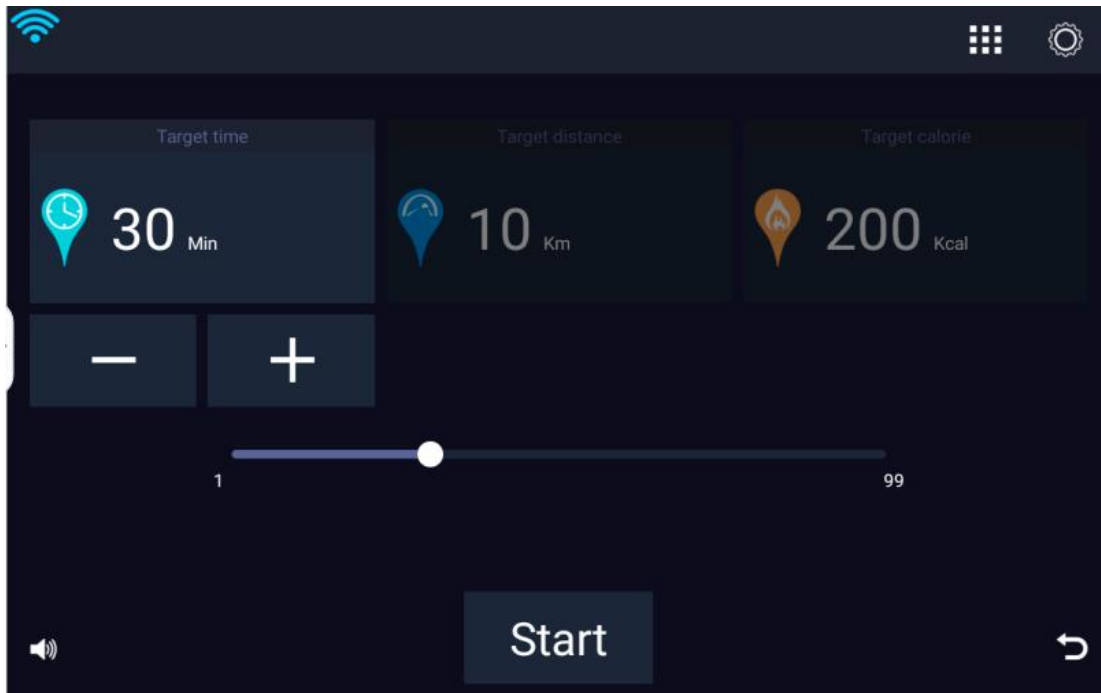 Target time
Target distance
Target calorie
30 Min
10 Km
200 Kcal
1
99
Start